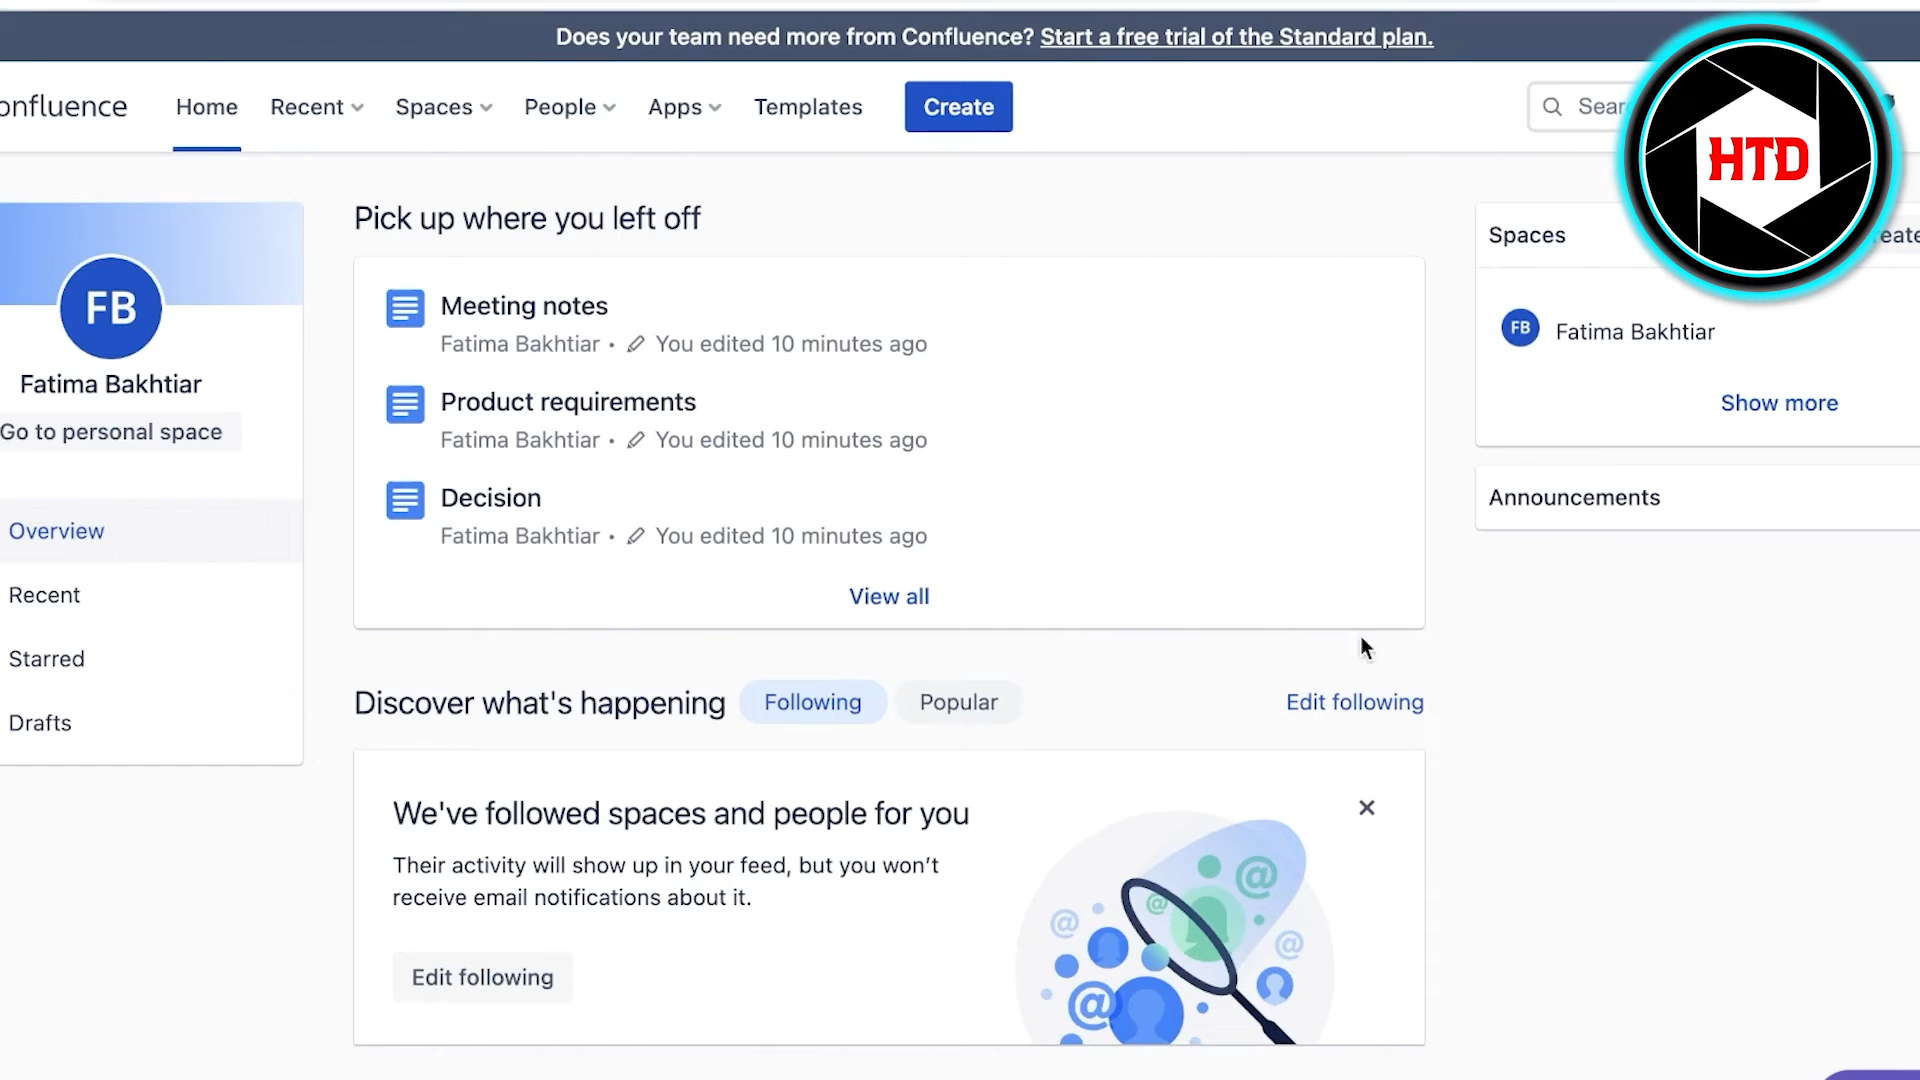 Does your team need more from Confluence? Start a free trial of the Standard plan.
onfluence Home Recent Spaces People Apps Templates Create Sear
HTD
Pick up where you left off
Spaces
eate
FB
Fatima Bakhtiar
Go to personal space
Overview
Recent
Starred
Drafts
Meeting notes
Fatima Bakhtiar • You edited 10 minutes ago
Product requirements
Fatima Bakhtiar • You edited 10 minutes ago
Decision
Fatima Bakhtiar • You edited 10 minutes ago
View all
FB Fatima Bakhtiar
Show more
Announcements
Discover what's happening Following Popular Edit following
We've followed spaces and people for you
Their activity will show up in your feed, but you won’t
receive email notifications about it.
Edit following
@
@
@
@
@